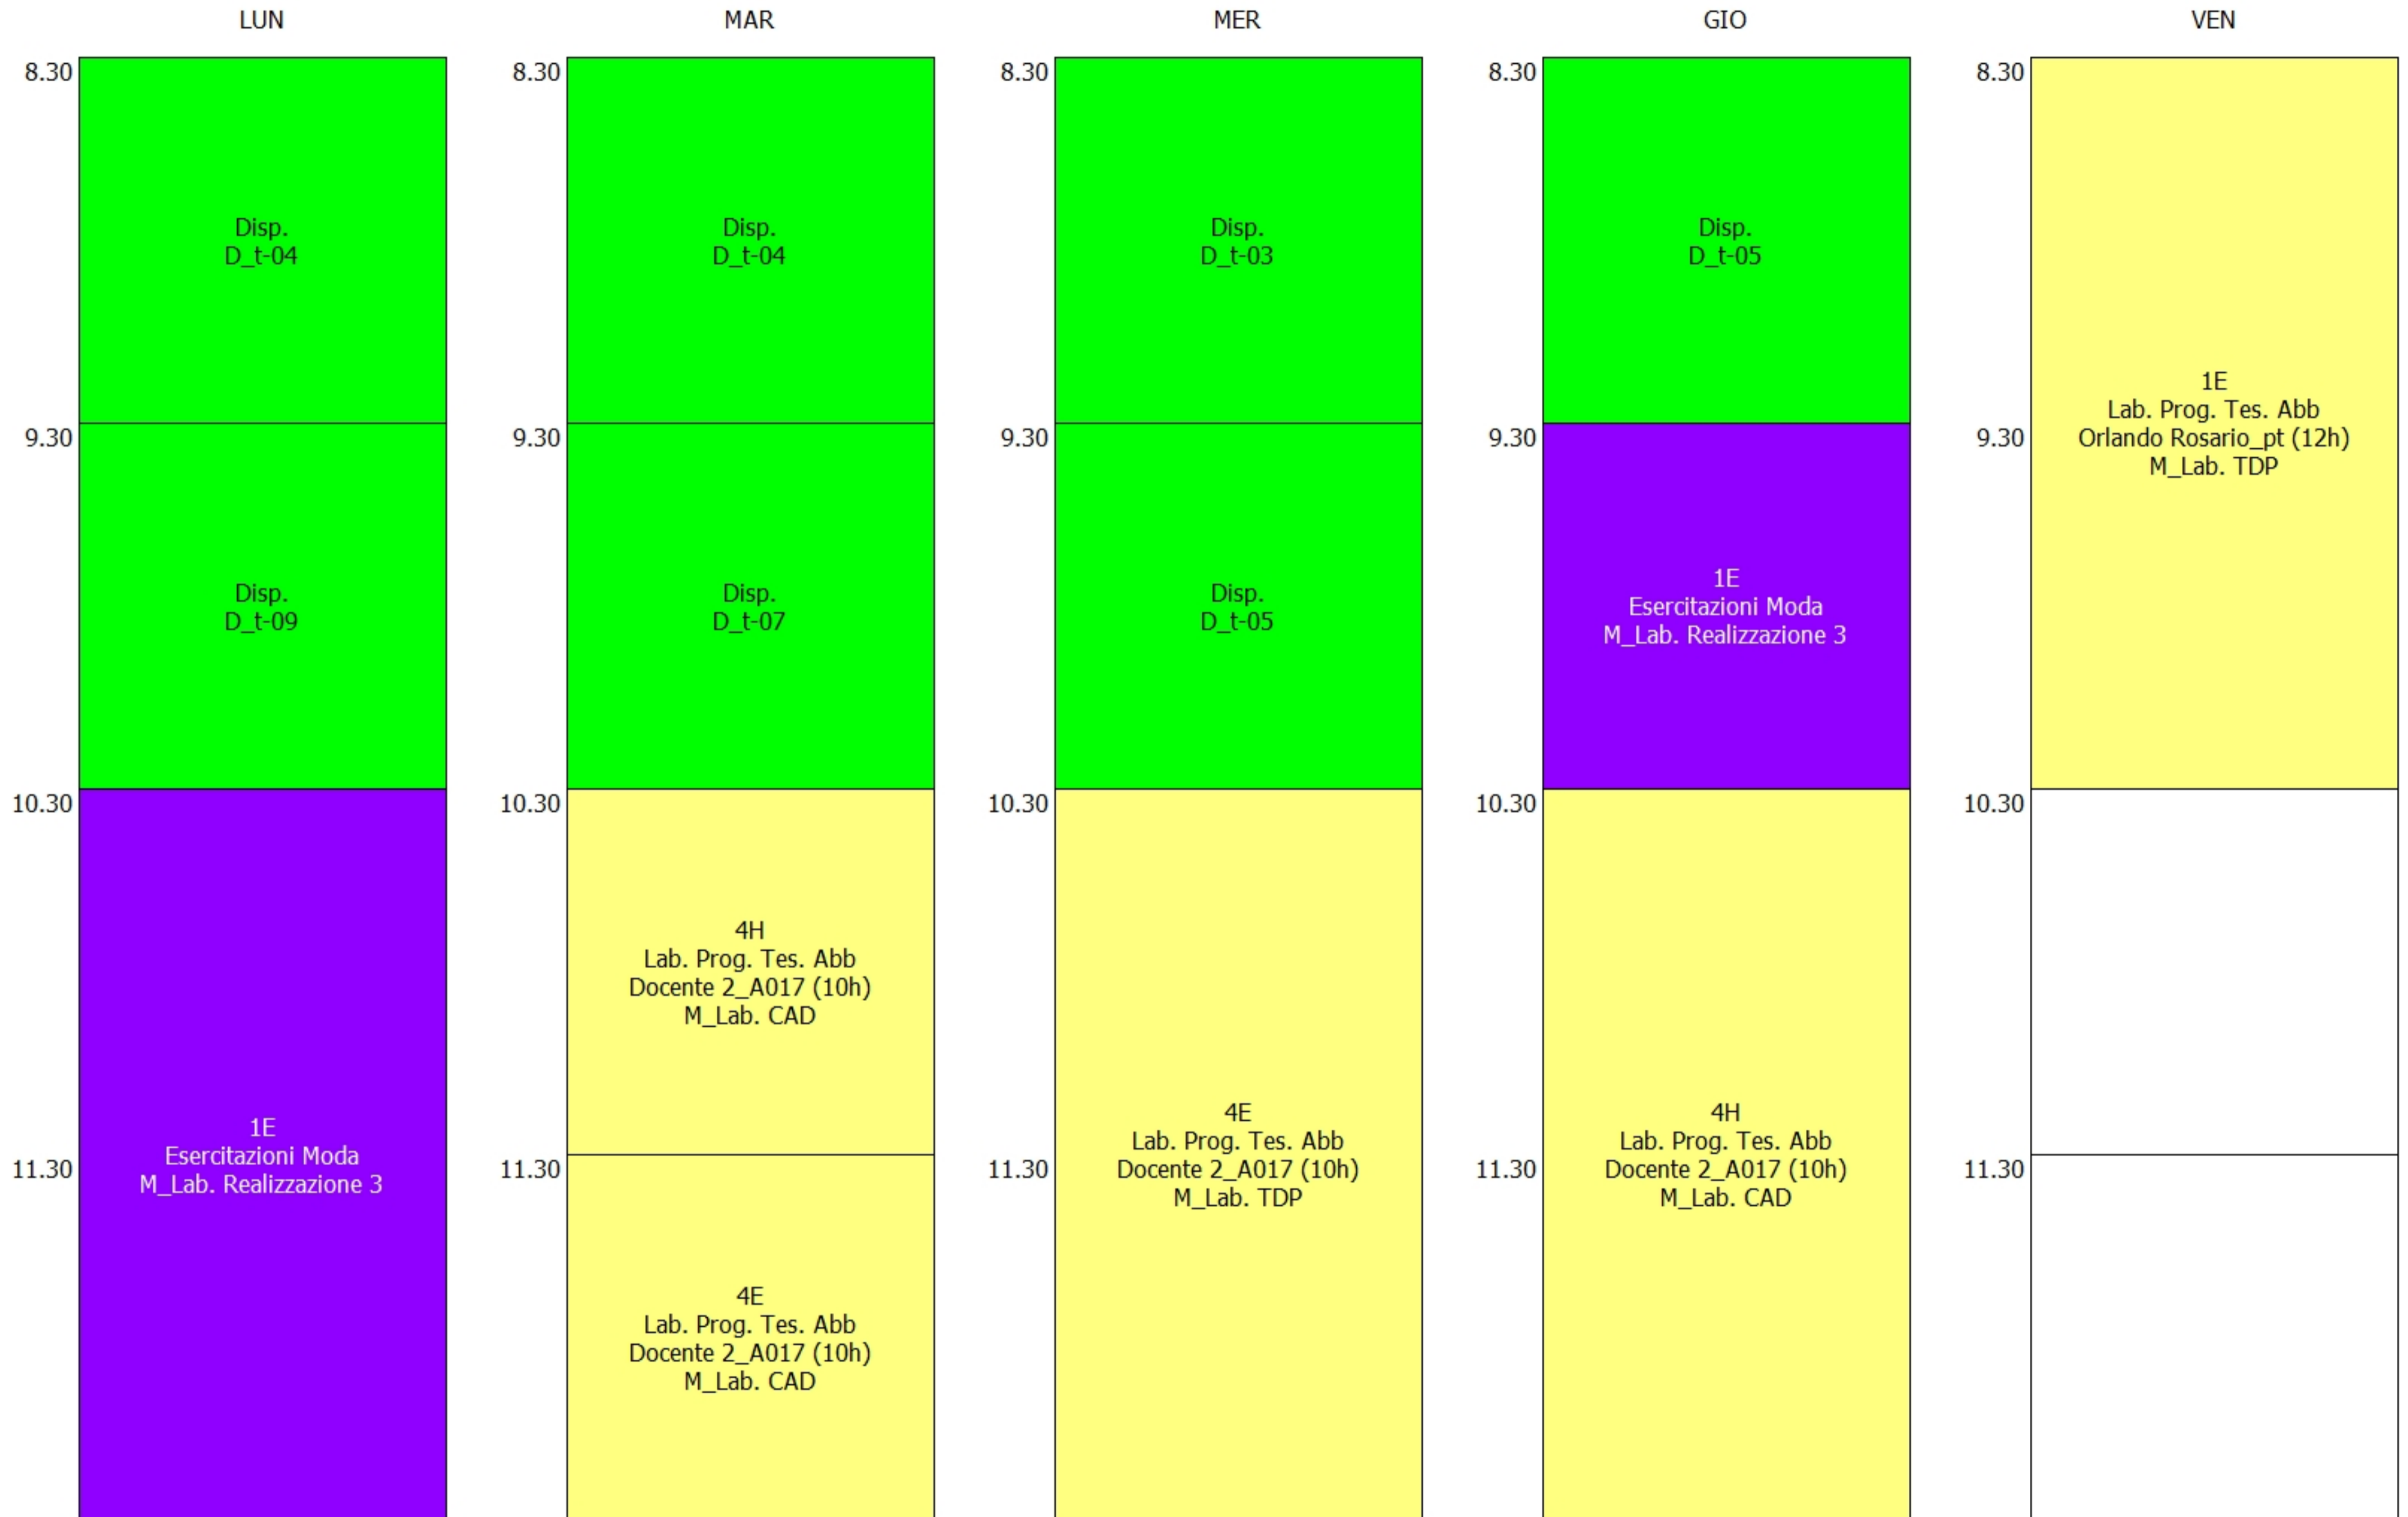 LUN
MAR
MER
GIO
VEN
8.30
8.30
8.30
8.30
8.30
Disp.
D_t-04
Disp.
D_t-04
Disp.
D_t-03
Disp.
D_t-05
1E
Lab. Prog. Tes. Abb
Orlando Rosario_pt (12h)
M_Lab. TDP
9.30
9.30
9.30
9.30
9.30
Disp.
D_t-09
Disp.
D_t-07
Disp.
D_t-05
1E
Esercitazioni Moda
M_Lab. Realizzazione 3
10.30
10.30
10.30
10.30
10.30
1E
Esercitazioni Moda
M_Lab. Realizzazione 3
4H
Lab. Prog. Tes. Abb
Docente 2_A017 (10h)
M_Lab. CAD
4E
Lab. Prog. Tes. Abb
Docente 2_A017 (10h)
M_Lab. TDP
4H
Lab. Prog. Tes. Abb
Docente 2_A017 (10h)
M_Lab. CAD
11.30
11.30
11.30
11.30
11.30
4E
Lab. Prog. Tes. Abb
Docente 2_A017 (10h)
M_Lab. CAD